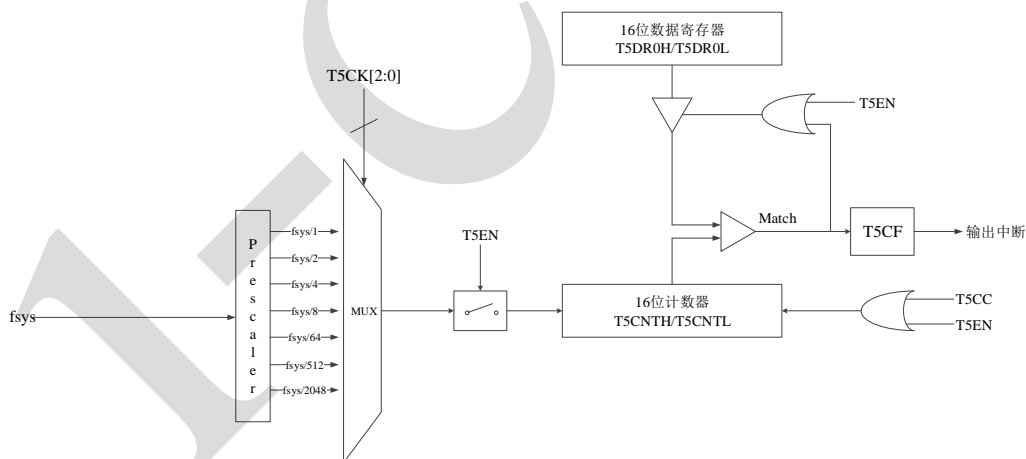 16位数据寄存器
T5DR0H/T5DR0L
T5CK[2:0]
T5EN
fsys/1
fsys/2
fsys/4
fsys/8
fsys/64
fsys/512
fsys/2048
Prescaler
fsys
MUX
T5EN
Match
T5CF
输出中断
16位计数器
T5CNTH/T5CNTL
T5CC
T5EN